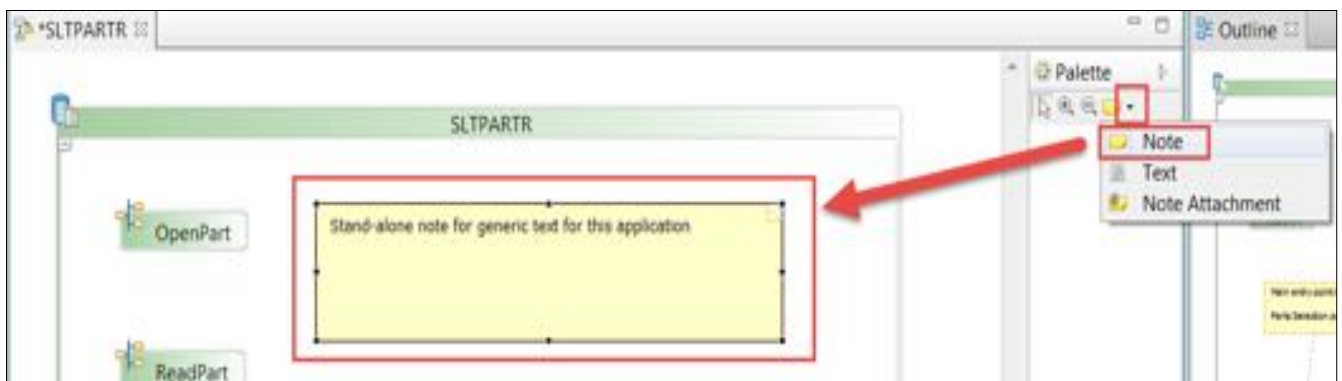 *SLTPARTR
Outline
Palette
SLTPARTR
Note
Text
Note Attachment
OpenPart
Stand-alone note for generic text for this application
ReadPart